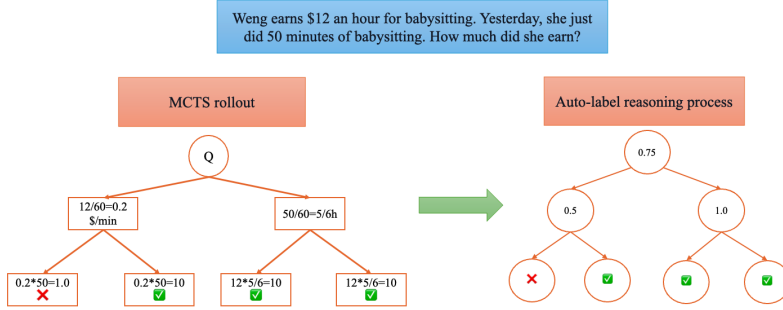 Weng earns $12 an hour for babysitting. Yesterday, she just
did 50 minutes of babysitting. How much did she earn?
MCTS rollout
Auto-label reasoning process
Q
0.75
12/60=0.2
$/min
50/60=5/6h
0.5
1.0
0.2*50=1.0
0.2*50=10
12*5/6=10
12*5/6=10